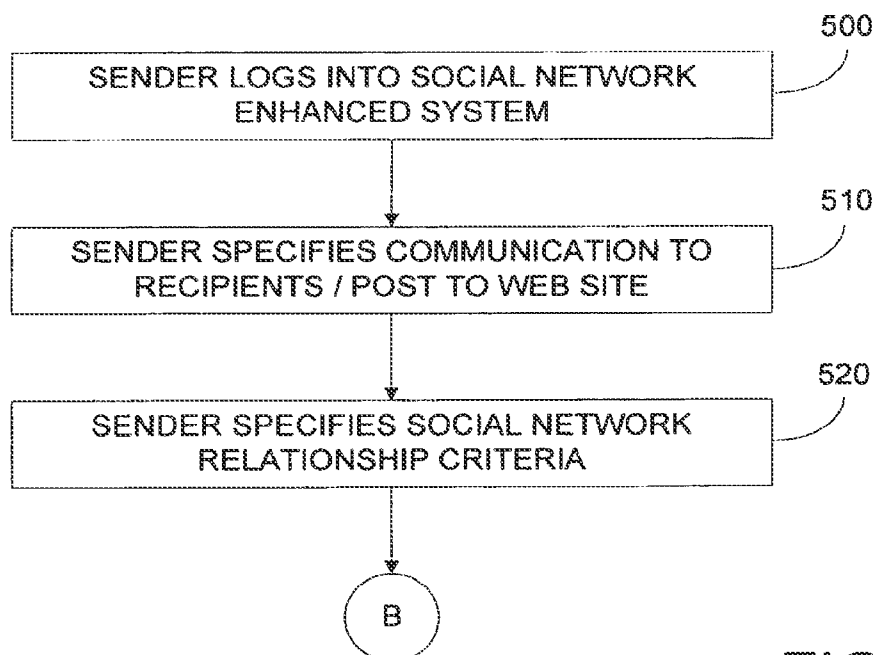 500
SENDER LOGS INTO SOCIAL NETWORK
ENHANCED SYSTEM
510
SENDER SPECIFIES COMMUNICATION TO
RECIPIENTS / POST TO WEB SITE
520
SENDER SPECIFIES SOCIAL NETWORK
RELATIONSHIP CRITERIA
B